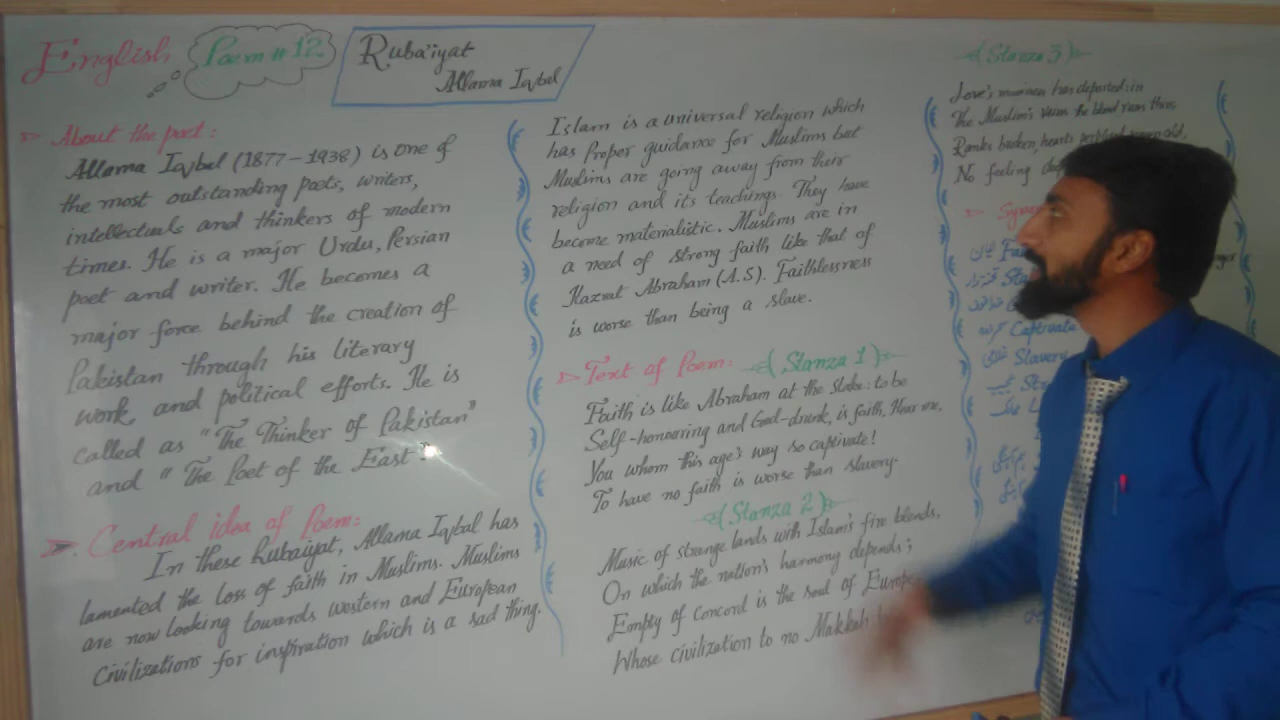 English
Poem # 12
Ruba'iyat
Allama Iqbal
About the poet:
Allama Iqbal (1877-1938) is one of
the most outstanding poets, writers,
intellectuals and thinkers of modern
times. He is a major Urdu, Persian
poet and writer. He becomes a
major force behind the creation of
Pakistan through his literary
work and political efforts. He is
called as "The Thinker of Pakistan"
and "The Poet of the East"
Central idea of Poem:
In these Rubaiyat, Allama Iqbal has
lamented the loss of faith in Muslims. Muslims
are now looking towards western and European
Civilizations for inspiration which is a sad thing.
Islam is a universal religion which
has Proper guidance for Muslims but
Muslims are going away from their
religion and its teachings. They have
become materialistic. Muslims are in
a need of strong faith like that of
Hazrat Abraham (A.S). Faithlessness
is worse than being a slave.
Text of Poem: (Stanza 1)
Faith is like Abraham at the Stake: to be
Self-honouring and God-drunk, is faith. Hear me,
You whom this age's way so captivate!
To have no faith is worse than slavery.
(Stanza 2)
Music of strange lands with Islam's fire blends,
On which the nation's harmony depends;
Empty of Concord is the soul of Europe
Whose civilization to no Makkah
(Stanza 3)
Love's madness has departed: in
The Muslim's veins the blood runs thin;
Ranks broken, hearts
No feeling
Captivate
Slavery